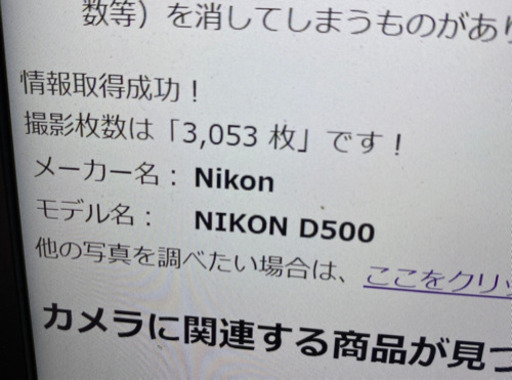 数等）を消してしまうものがあり
情報取得成功！
撮影枚数は「3,053 枚」です！
メーカー名： Nikon
モデル名： NIKON D500
他の写真を調べたい場合は、ここをクリッ
カメラに関連する商品が見つ